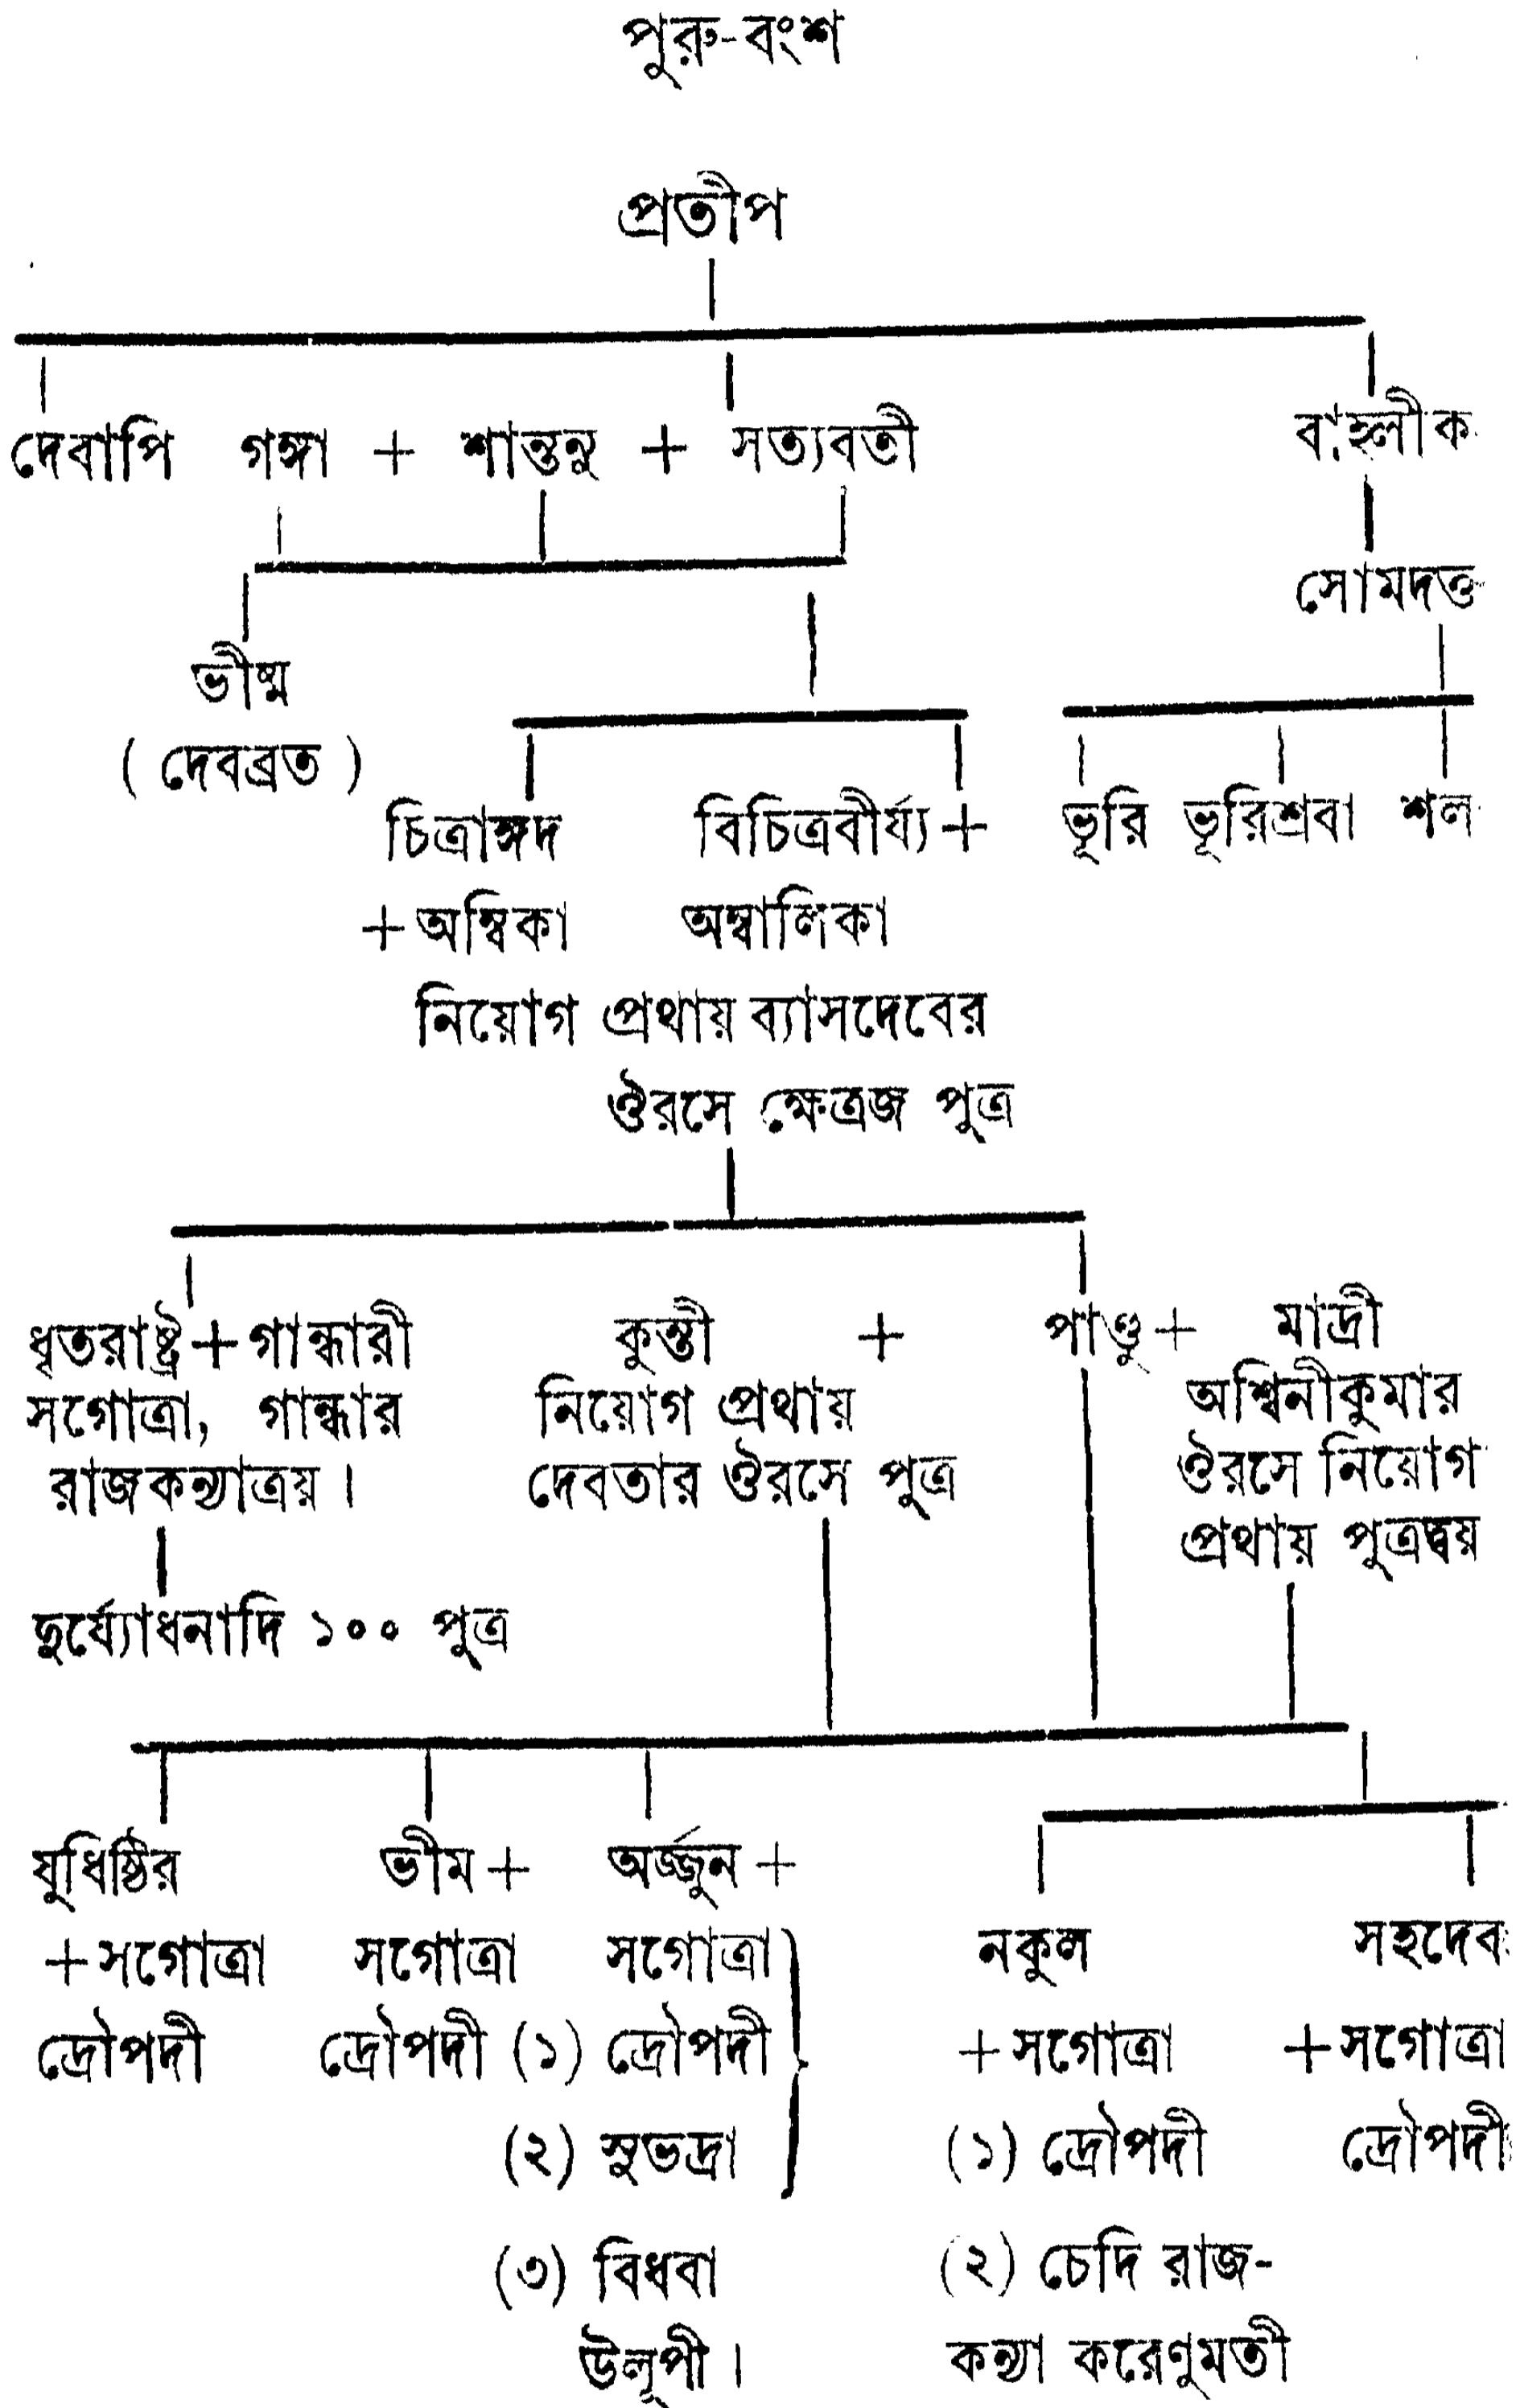 পুরু-বংশ
প্রতীপ
দেবাপি গঙ্গা + শান্তনু + সত্যবতী বাহ্লীক
সোমদত্ত
ভীষ্ম
( দেবব্রত )
চিত্রাঙ্গদ বিচিত্রবীর্য্য + ভূরি ভূরিশ্রবা শল
+ অম্বিকা অম্বালিকা
নিয়োগ প্রথায় ব্যাসদেবের
ঔরসে ক্ষেত্রজ পুত্র
ধৃতরাষ্ট্র + গান্ধারী কুন্তী + পাণ্ডু + মাদ্রী
সগোত্রা, গান্ধার নিয়োগ প্রথায় অশ্বিনীকুমার
রাজকন্যাত্রয় । দেবতার ঔরসে পুত্র ঔরসে নিয়োগ
প্রথায় পুত্রদ্বয়
দুর্য্যোধনাদি ১০০ পুত্র
যুধিষ্ঠির ভীম + অর্জ্জুন +
+ সগোত্রা সগোত্রা সগোত্রা নকুল সহদেব
দ্রৌপদী দ্রৌপদী (১) দ্রৌপদী + সগোত্রা + সগোত্রা
(২) সুভদ্রা (১) দ্রৌপদী দ্রৌপদী
(৩) বিধবা (২) চেদি রাজ-
উলূপী । কন্যা করেণুমতী